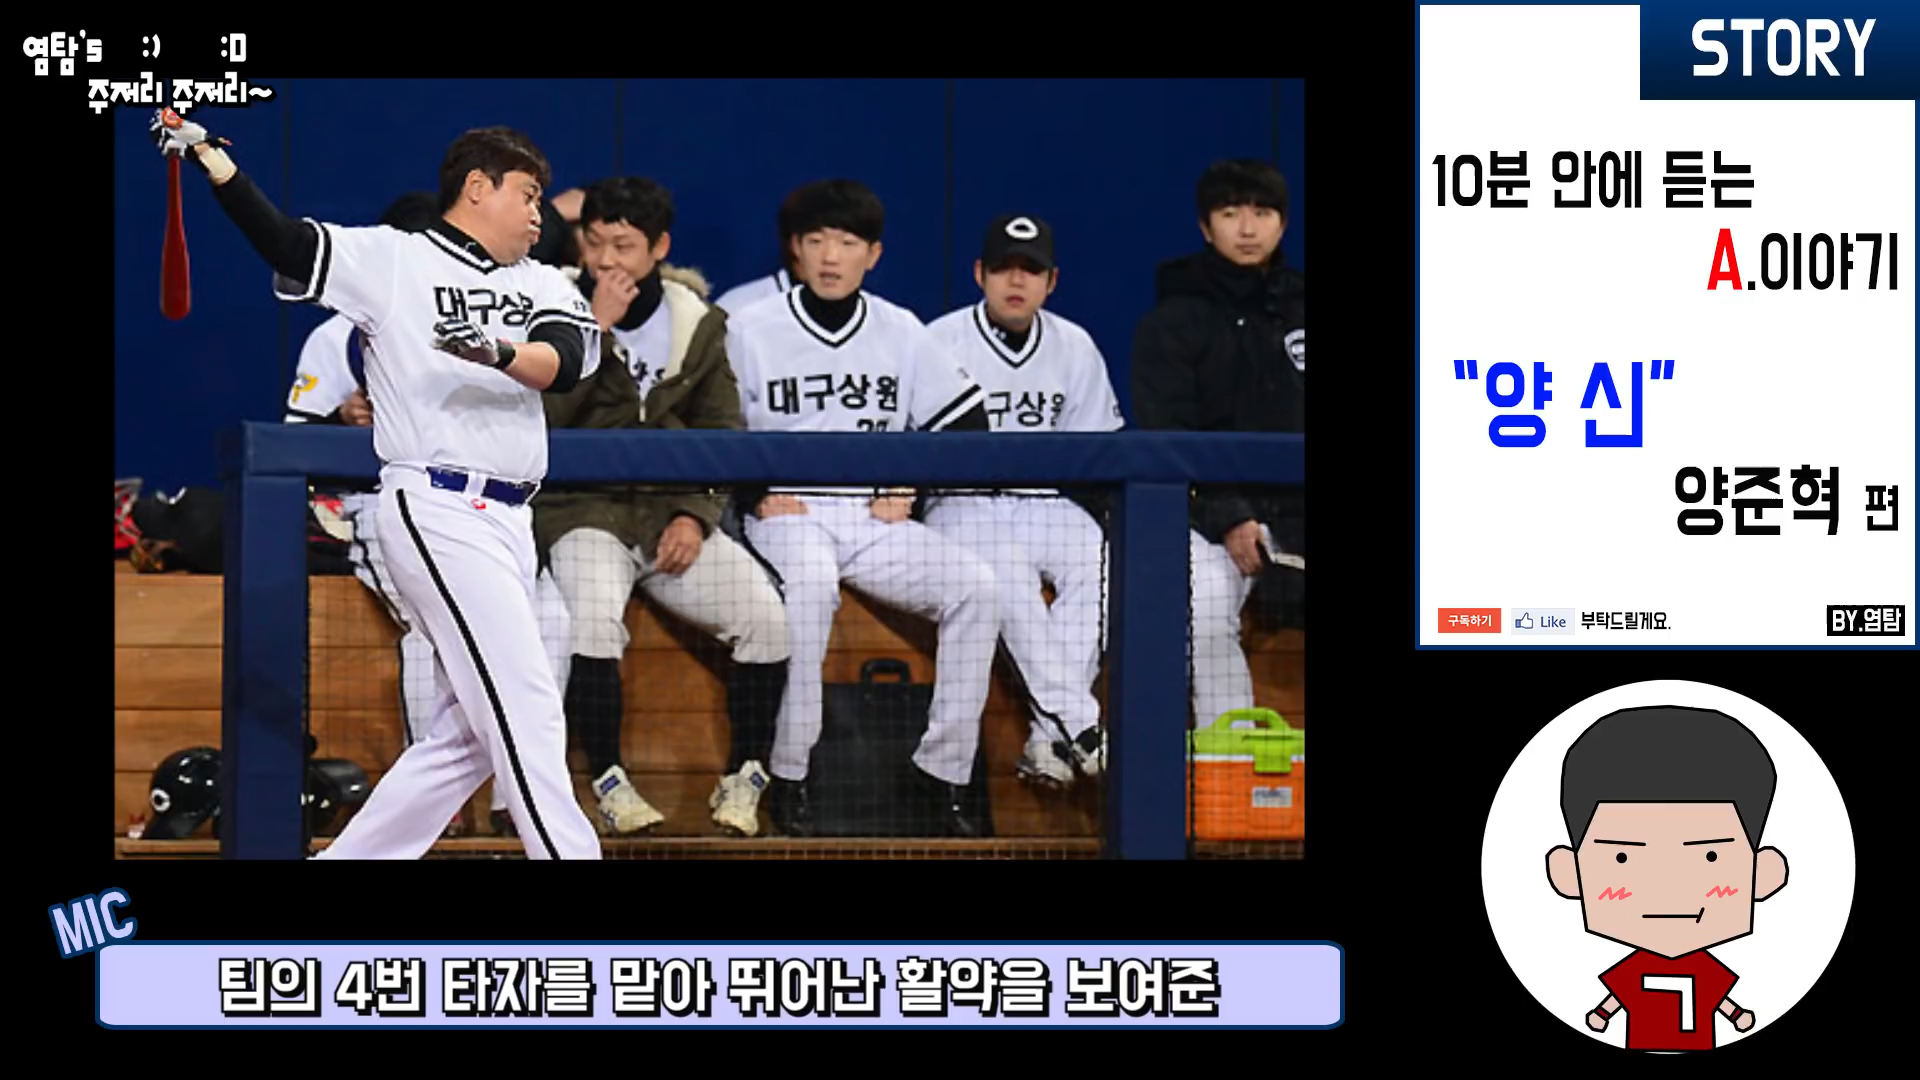 염탐's :) :D
주저리 주저리~
STORY
10분 안에 듣는
A.이야기
"양 신"
양준혁 편
구독하기 Like 부탁드릴게요.
BY.염탐
대구상원
대구상원
구상원
MIC
팀의 4번 타자를 맡아 뛰어난 활약을 보여준
ㄱ